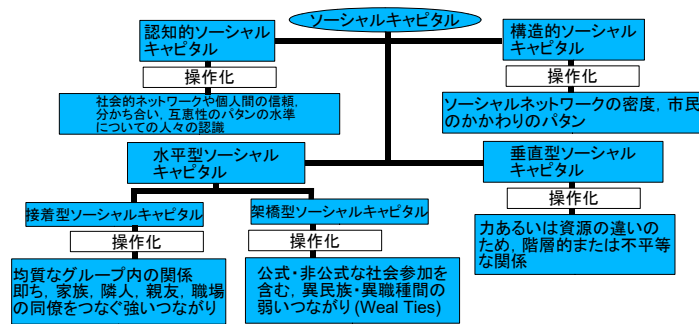 ソーシャルキャピタル
認知的ソーシャル
キャピタル
操作化
社会的ネットワークや個人間の信頼,
分かち合い, 互恵性のパタンの水準
についての人々の認識
構造的ソーシャル
キャピタル
操作化
ソーシャルネットワークの密度, 市民
のかかわりのパタン
水平型ソーシャル
キャピタル
垂直型ソーシャル
キャピタル
操作化
力あるいは資源の違いの
ため, 階層的または不平等
な関係
接着型ソーシャルキャピタル
操作化
均質なグループ内の関係
即ち, 家族, 隣人, 親友, 職場
の同僚をつなぐ強いつながり
架橋型ソーシャルキャピタル
操作化
公式・非公式な社会参加を
含む, 異民族・異職種間の
弱いつながり (Weal Ties)